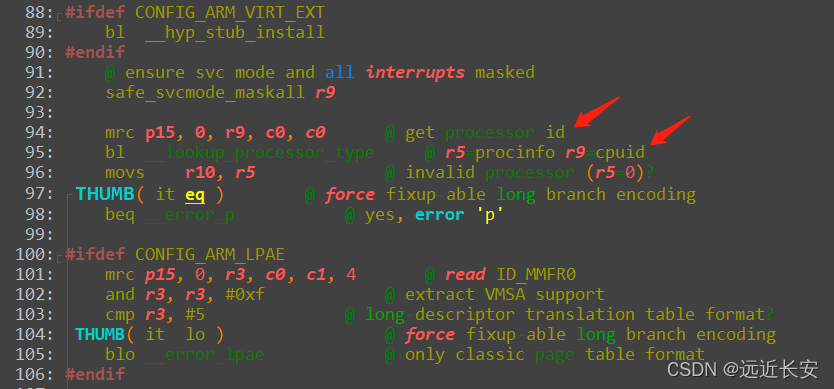 88: #ifdef CONFIG_ARM_VIRT_EXT
89: bl __hyp_stub_install
90: #endif
91: @ ensure svc mode and all interrupts masked
92: safe_svcmode_maskall r9
93:
94: mrc p15, 0, r9, c0, c0 @ get processor id
95: bl __lookup_processor_type @ r5=procinfo r9=cpuid
96: movs r10, r5 @ invalid processor (r5=0)?
97: THUMB( it eq ) @ force fixup-able long branch encoding
98: beq __error_p @ yes, error 'p'
99:
100: #ifdef CONFIG_ARM_LPAE
101: mrc p15, 0, r3, c0, c1, 4 @ read ID_MMFR0
102: and r3, r3, #0xf @ extract VMSA support
103: cmp r3, #5 @ long-descriptor translation table format?
104: THUMB( it lo ) @ force fixup-able long branch encoding
105: blo __error_lpae @ only classic page table format
106: #endif
CSDN @远近长安